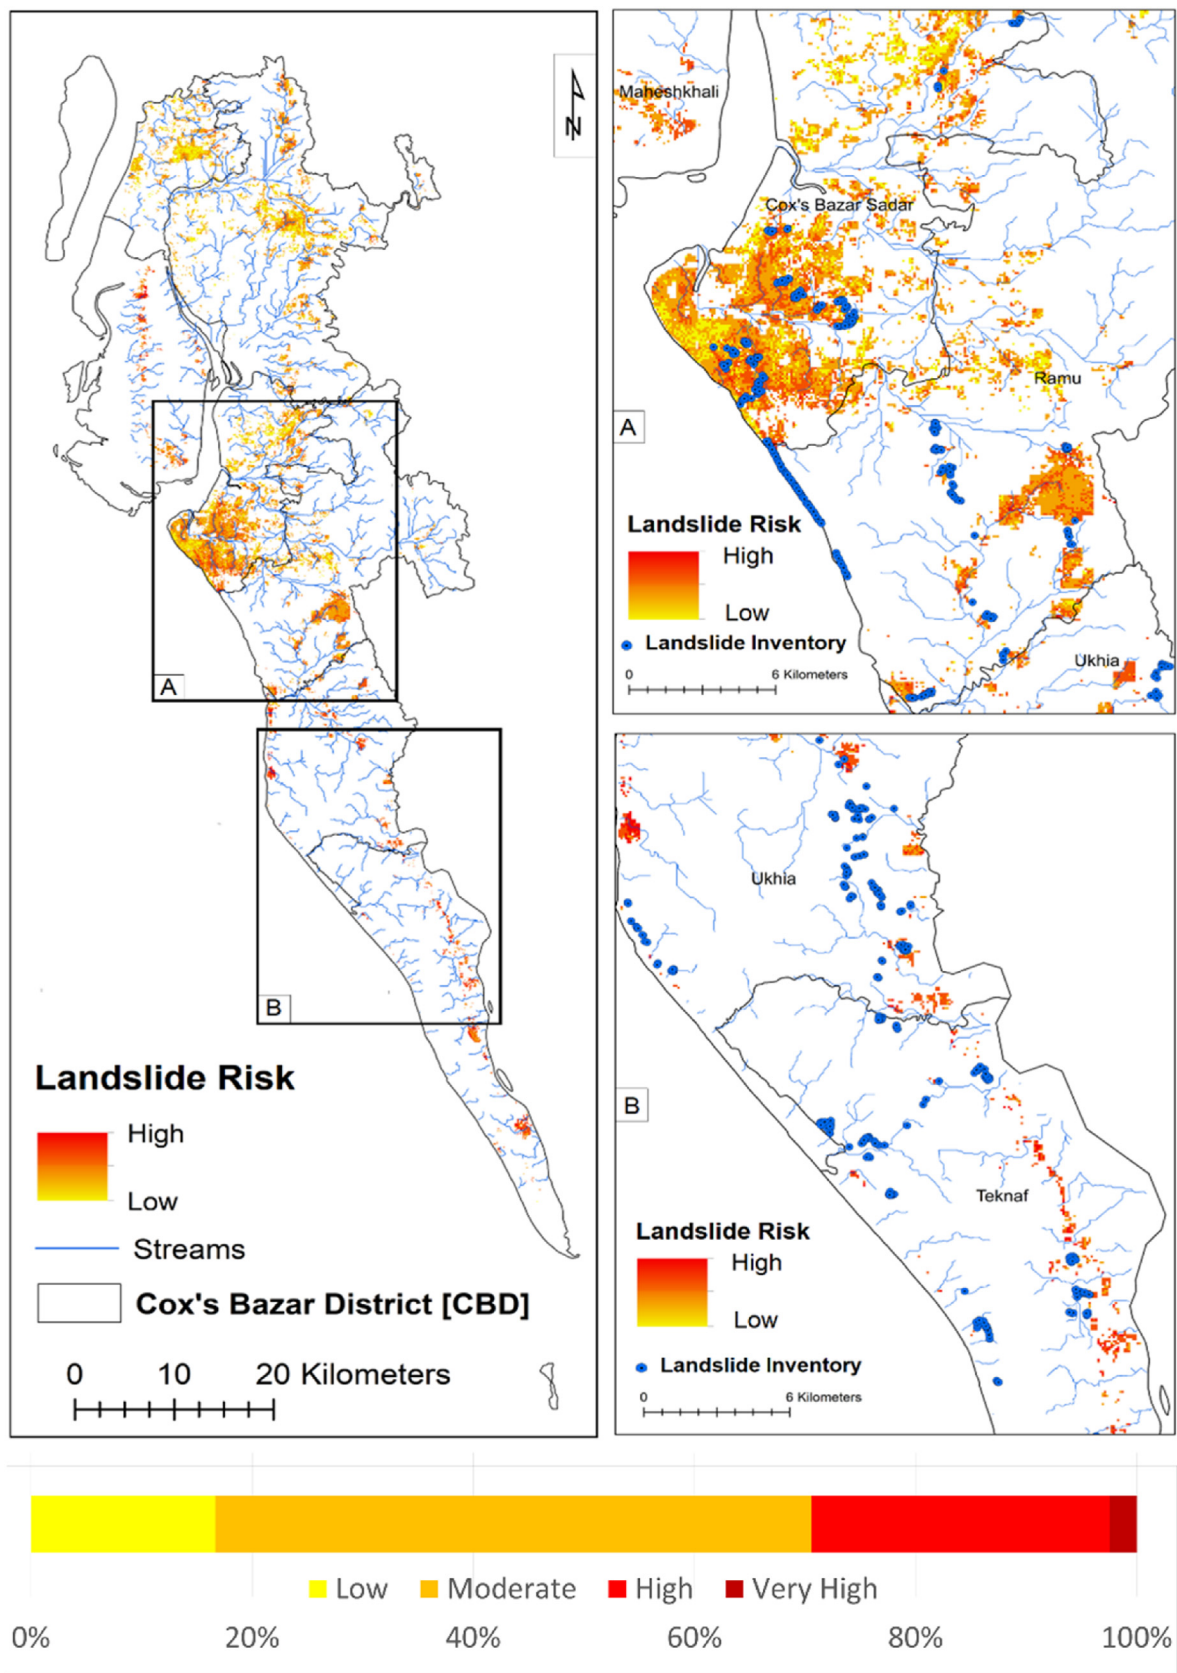 N
A
B
Landslide Risk
High
Low
Streams
Cox's Bazar District [CBD]
0 10 20 Kilometers
Maheshkhali
Cox's Bazar Sadar
Ramu
A
Landslide Risk
High
Low
Landslide Inventory
0 6 Kilometers
Ukhia
Ukhia
B
Teknaf
Landslide Risk
High
Low
Landslide Inventory
0 6 Kilometers
Low Moderate High Very High
0% 20% 40% 60% 80% 100%